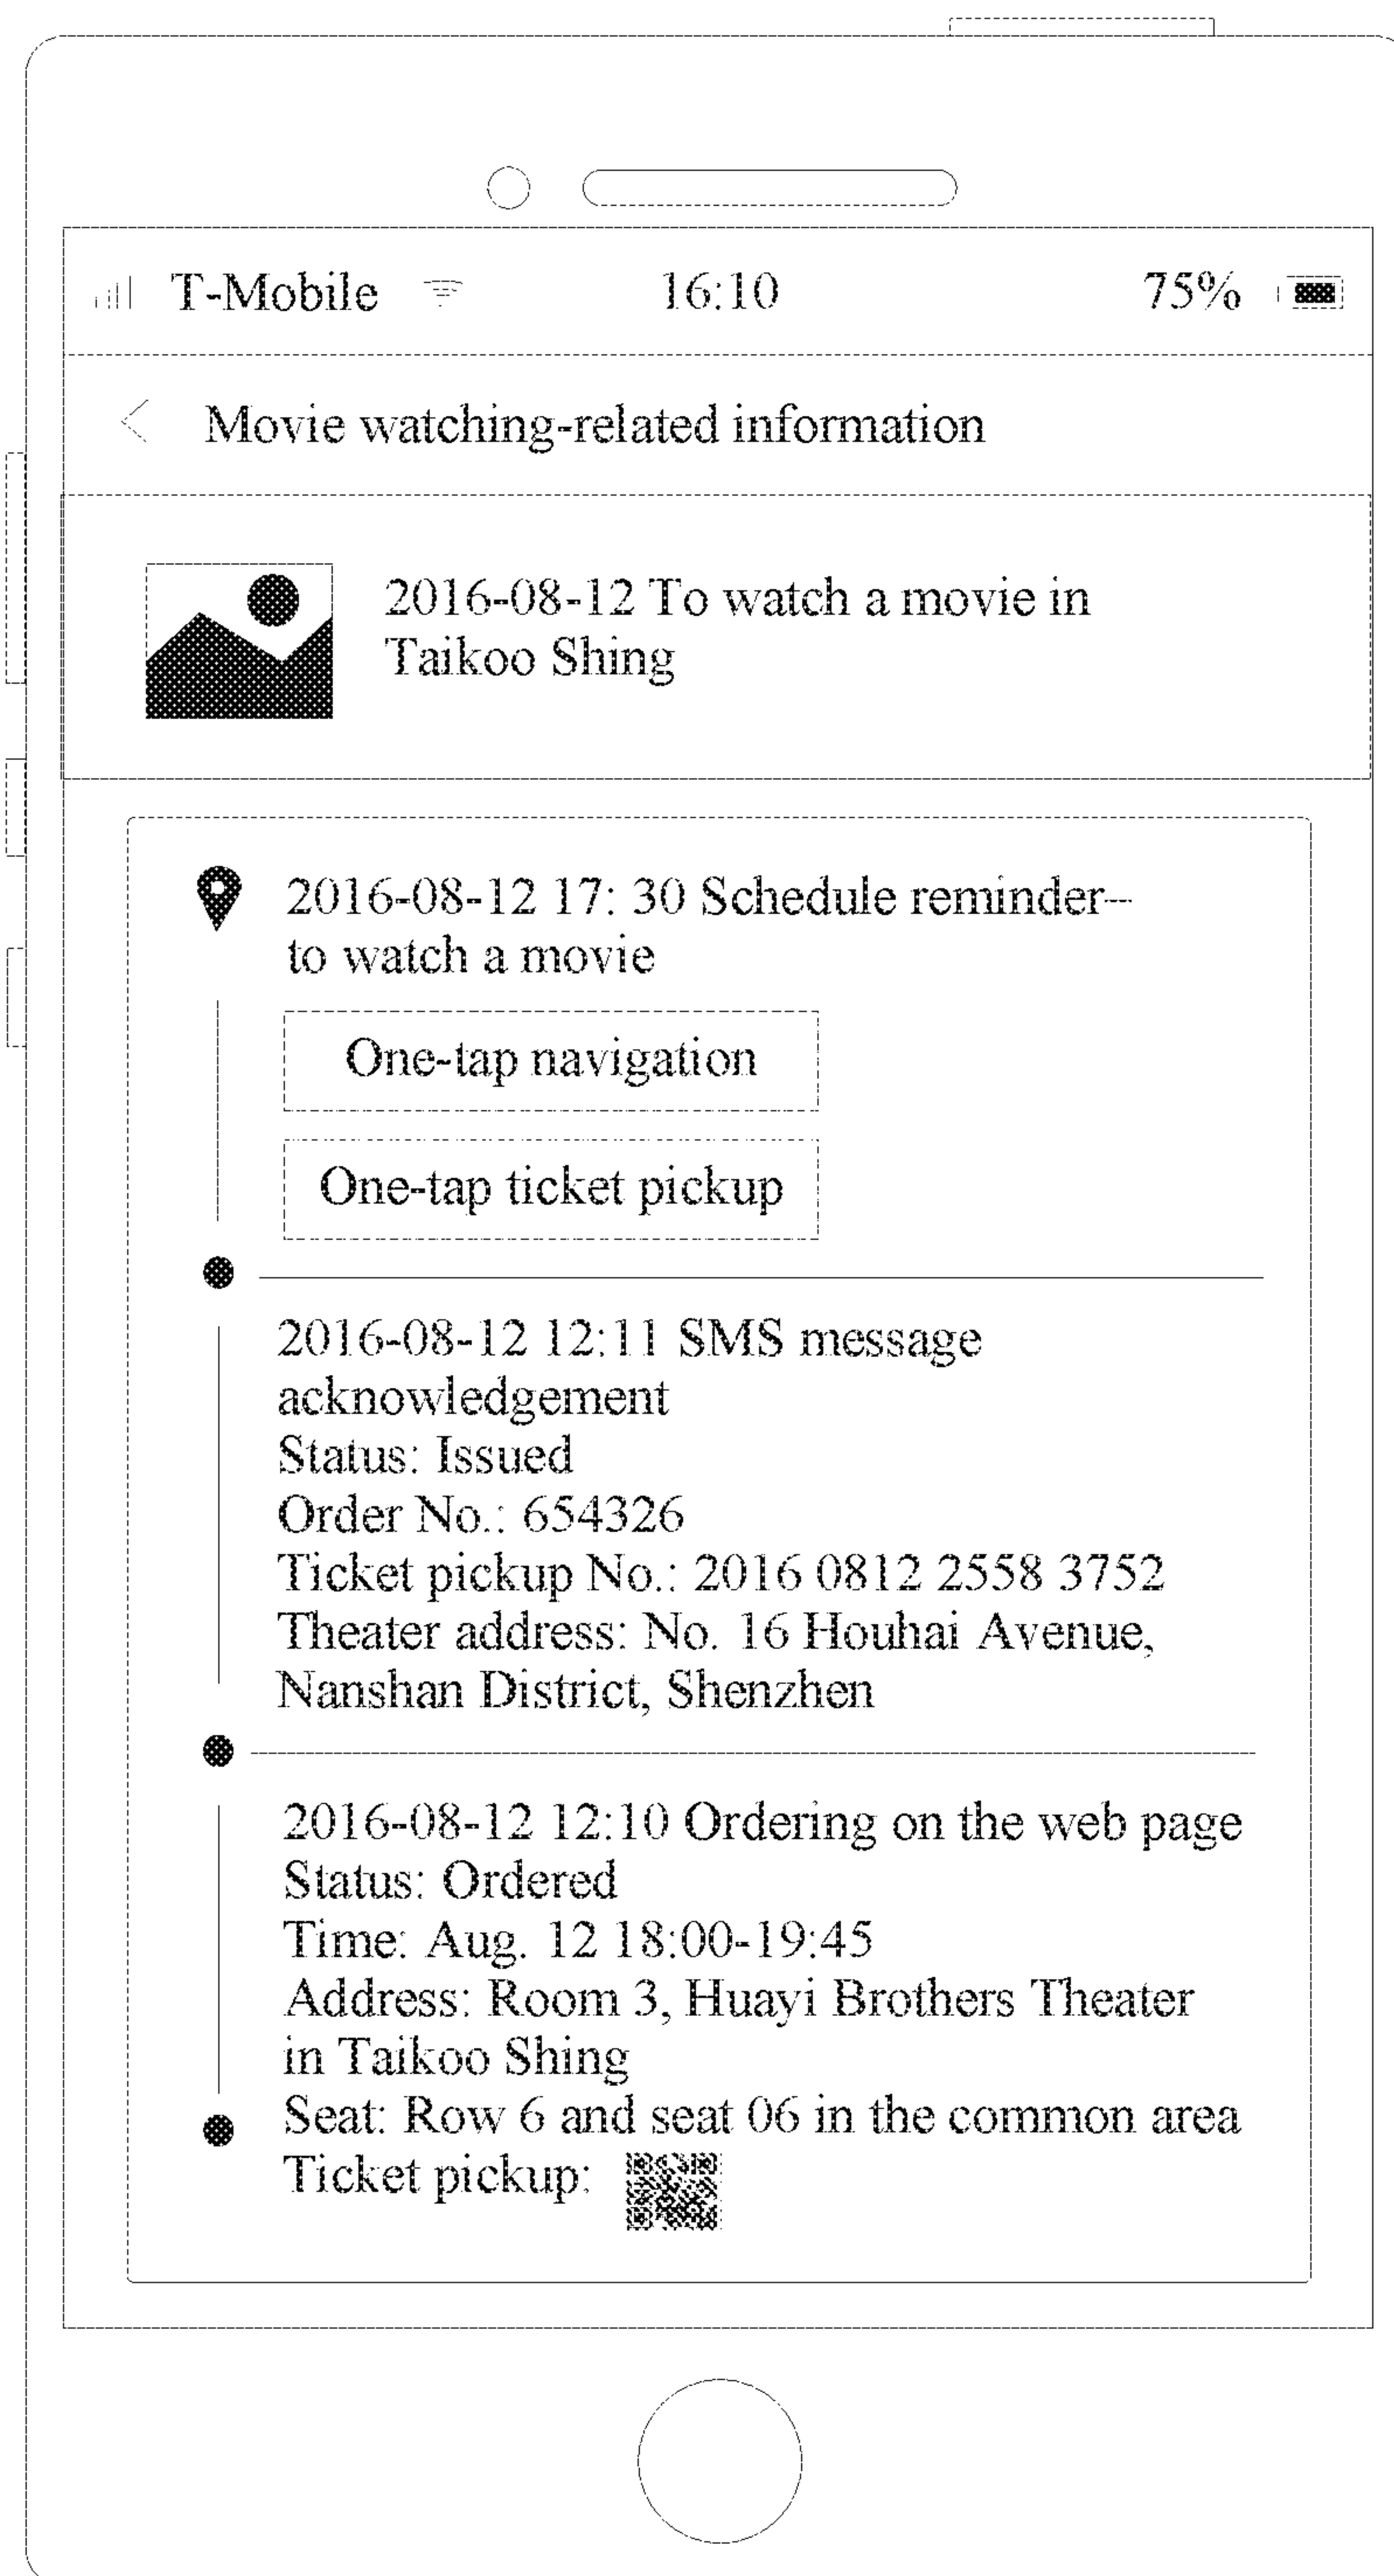 T-Mobile 16:10 75%
Movie watching-related information
2016-08-12 To watch a movie in
Taikoo Shing
2016-08-12 17: 30 Schedule reminder--
to watch a movie
One-tap navigation
One-tap ticket pickup
2016-08-12 12:11 SMS message
acknowledgement
Status: Issued
Order No.: 654326
Ticket pickup No.: 2016 0812 2558 3752
Theater address: No. 16 Houhai Avenue,
Nanshan District, Shenzhen
2016-08-12 12:10 Ordering on the web page
Status: Ordered
Time: Aug. 12 18:00-19:45
Address: Room 3, Huayi Brothers Theater
in Taikoo Shing
Seat: Row 6 and seat 06 in the common area
Ticket pickup: